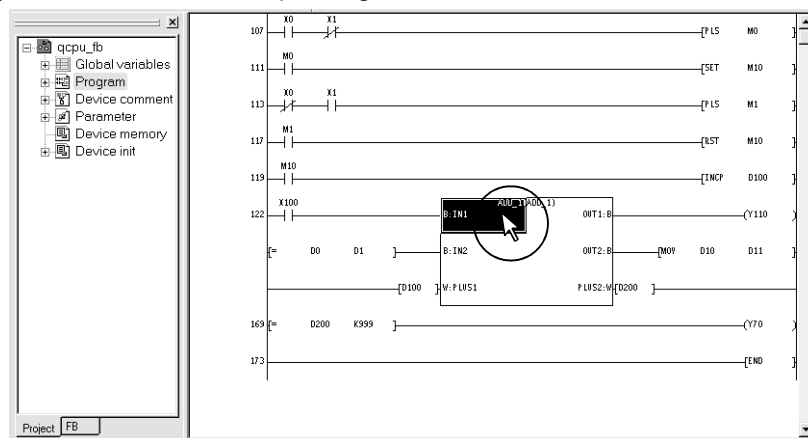 qcpu_fb
Global variables
Program
Device comment
Parameter
Device memory
Device init
Project FB
X0 X1
107 [PLS M0 ]
M0
111 [SET M10 ]
X0 X1
113 [PLS M1 ]
M1
117 [RST M10 ]
M10
119 [INCP D100 ]
X100 ADD_1(ADD_1)
122 B:IN1 OUT1:B (Y110 )
[= D0 D1 ] B:IN2 OUT2:B [MOV D10 D11 ]
[D100 ] W:PLUS1 PLUS2:W [D200 ]
169 [= D200 K999 ] (Y70 )
173 [END ]